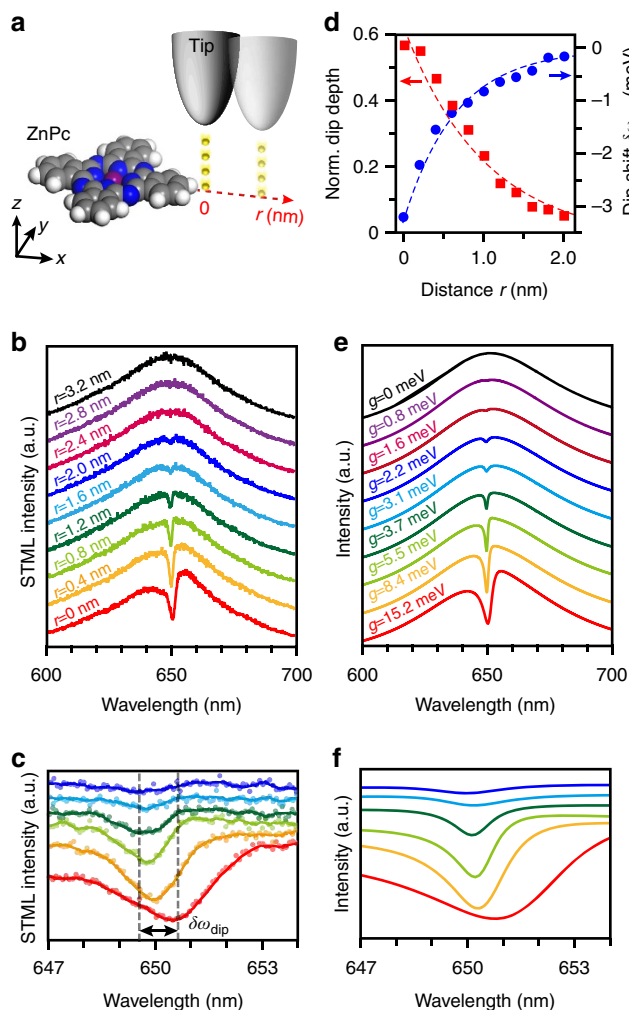 a
Tip
ZnPc
z
y
x
0
r (nm)
d
0.6
0.4
0.2
0
Norm. dip depth
0
–1
–2
–3
(meV)
Dip shift
0
1.0
2.0
Distance r (nm)
b
STML intensity (a.u.)
r=3.2 nm
r=2.8 nm
r=2.4 nm
r=2.0 nm
r=1.6 nm
r=1.2 nm
r=0.8 nm
r=0.4 nm
r=0 nm
600
650
700
Wavelength (nm)
e
Intensity (a.u.)
g=0 meV
g=0.8 meV
g=1.6 meV
g=2.2 meV
g=3.1 meV
g=3.7 meV
g=5.5 meV
g=8.4 meV
g=15.2 meV
600
650
700
Wavelength (nm)
c
STML intensity (a.u.)
δωdip
647
650
653
Wavelength (nm)
f
Intensity (a.u.)
647
650
653
Wavelength (nm)